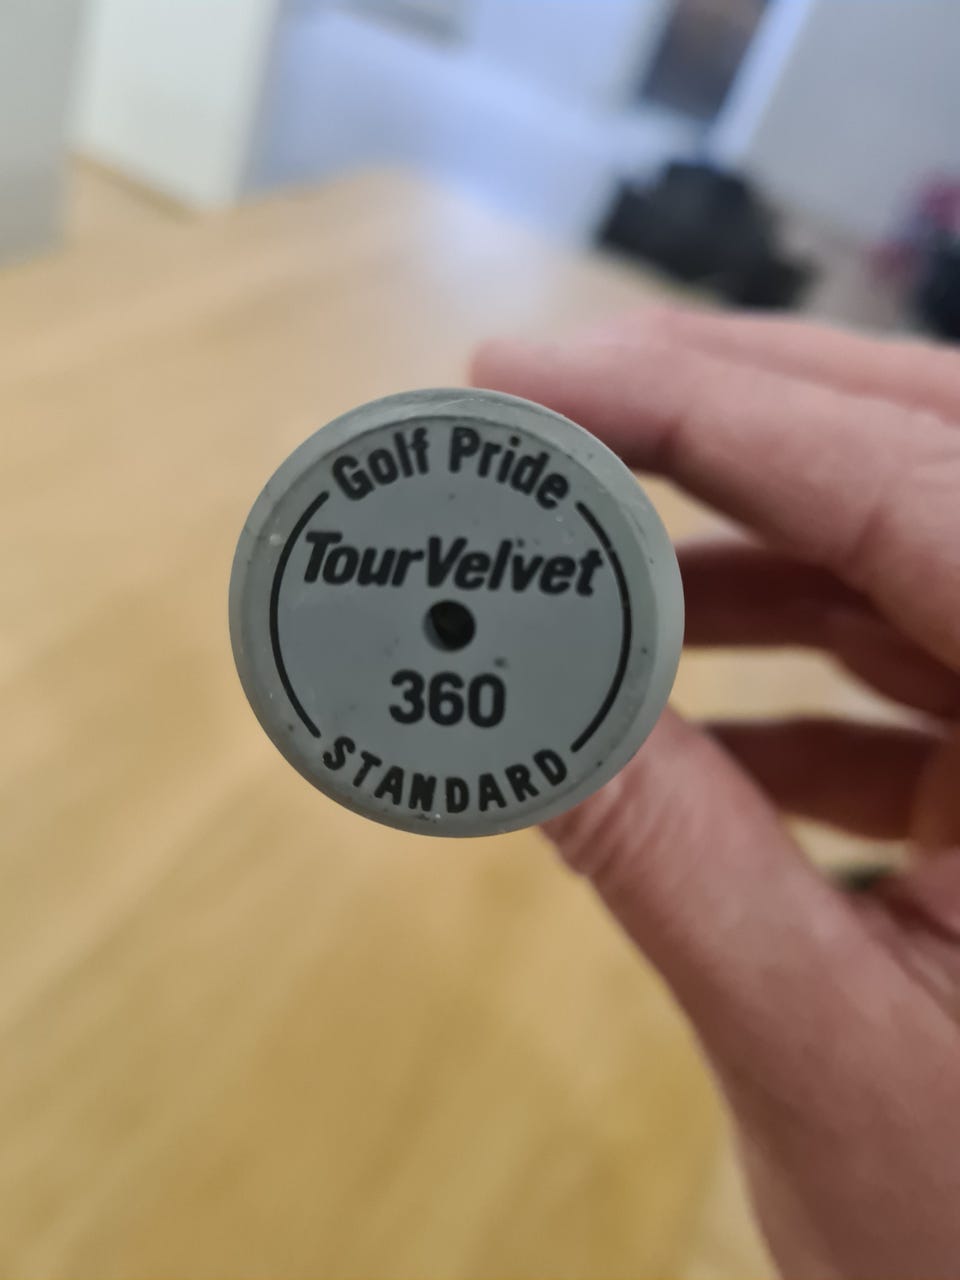 Golf Pride
TourVelvet
360
STANDARD